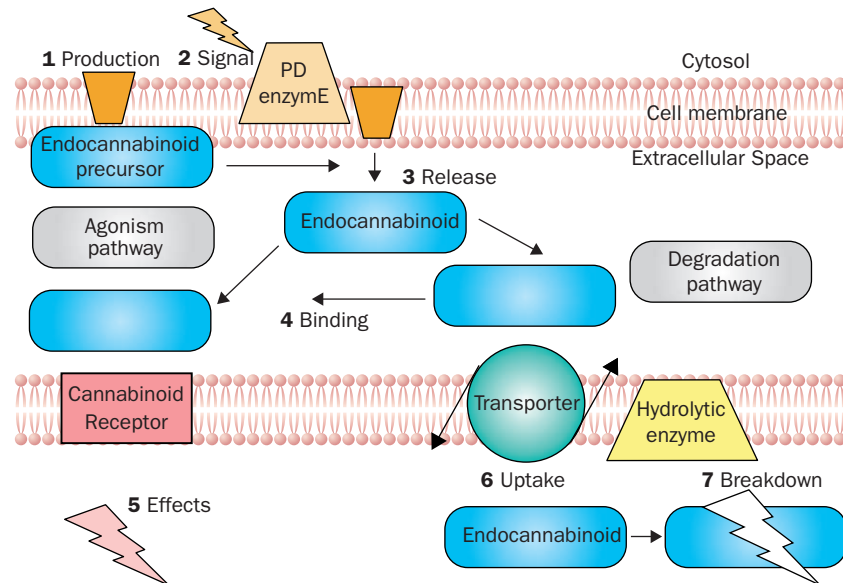 1 Production
2 Signal
PD
enzymE
Cytosol
Cell membrane
Extracellular Space
Endocannabinoid
precursor
3 Release
Endocannabinoid
Agonism
pathway
Degradation
pathway
4 Binding
Cannabinoid
Receptor
Transporter
Hydrolytic
enzyme
5 Effects
6 Uptake
7 Breakdown
Endocannabinoid